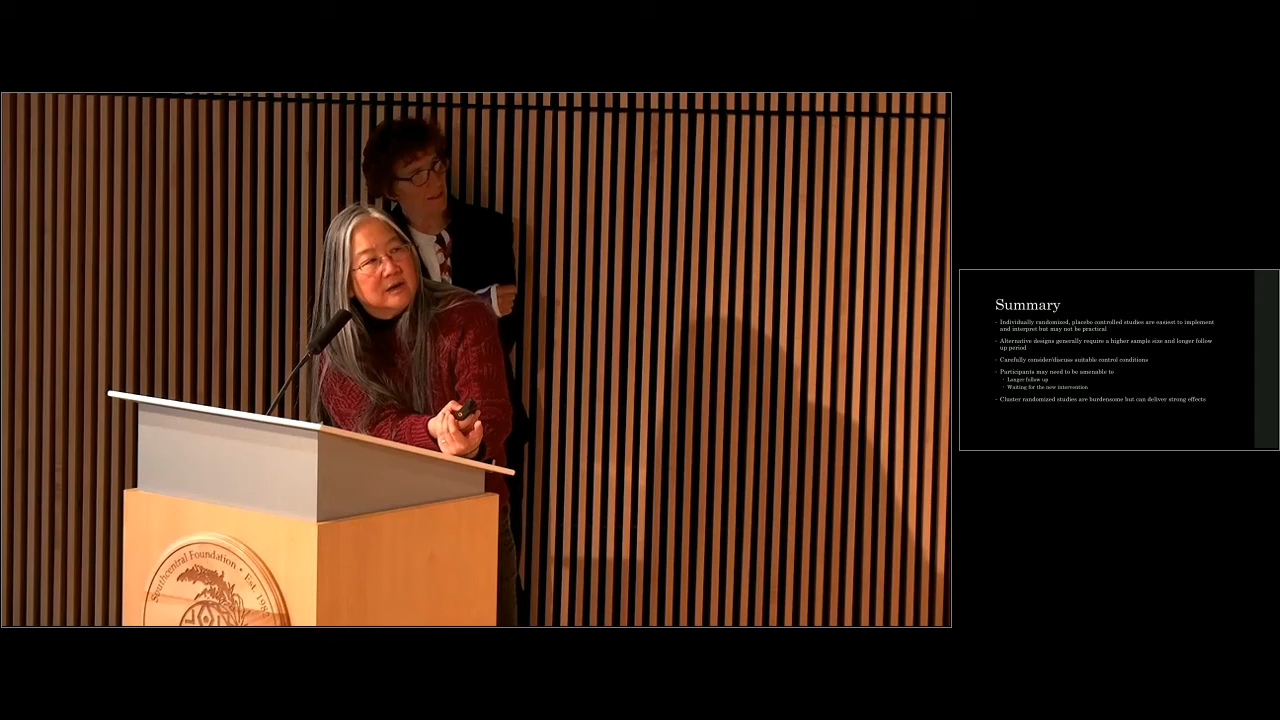 Southcentral Foundation • Est. 1982
Summary
Individually randomized, placebo controlled studies are easiest to implement
and interpret but may not be practical
Alternative designs generally require a higher sample size and longer follow
up period
Carefully consider/discuss suitable control conditions
Participants may need to be amenable to
Longer follow up
Waiting for the new intervention
Cluster randomized studies are burdensome but can deliver strong effects